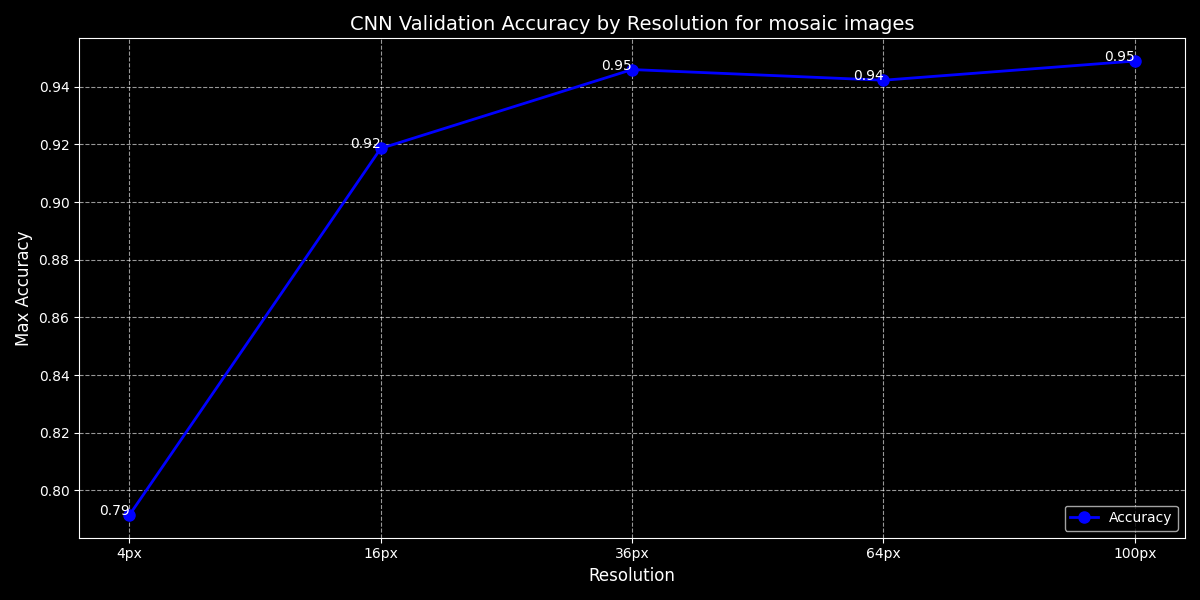 CNN Validation Accuracy by Resolution for mosaic images
Max Accuracy
0.94
0.92
0.90
0.88
0.86
0.84
0.82
0.80
0.79
0.92
0.95
0.94
0.95
Accuracy
4px
16px
36px
64px
100px
Resolution